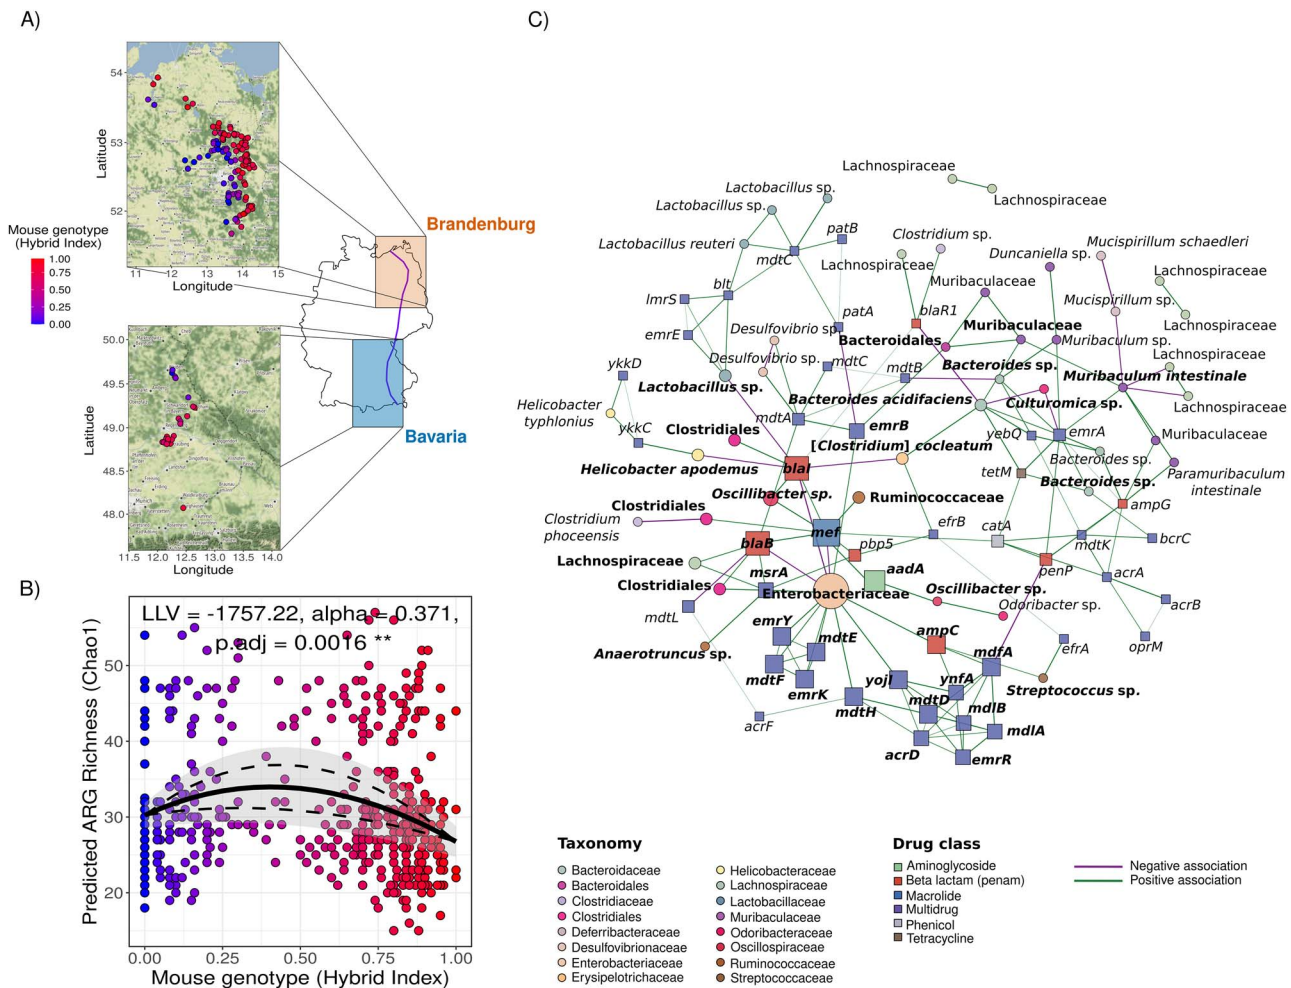 A)
54
53
52
Latitude
11
12
13
14
15
Longitude
Mouse genotype
(Hybrid Index)
1.00
0.75
0.50
0.25
0.00
Brandenburg
Bavaria
50.0
49.5
49.0
48.5
48.0
Latitude
11.5
12.0
12.5
13.0
13.5
14.0
Longitude
B)
LLV = -1757.22, alpha = 0.371,
p.adj = 0.0016 **
50
40
30
20
Predicted ARG Richness (Chao1)
0.00
0.25
0.50
0.75
1.00
Mouse genotype (Hybrid Index)
C)
Lachnospiraceae
Lachnospiraceae
Lactobacillus sp.
Lactobacillus sp.
patB
Lactobacillus reuteri
mdtC
Clostridium sp.
Lachnospiraceae
Mucispirillum schaedleri
Duncaniella sp.
Lachnospiraceae
Muribaculaceae
blt
lmrS
Mucispirillum sp.
patA
blaR1
Lachnospiraceae
emrE
Desulfovibrio sp.
Bacteroidales
Muribaculaceae
Muribaculum sp.
Desulfovibrio sp.
mdtC
mdtB
Bacteroides sp.
Lachnospiraceae
ykkD
Lactobacillus sp.
Muribaculum intestinale
Bacteroides acidifaciens
Culturomica sp.
Lachnospiraceae
Helicobacter
typhlonius
ykkC
mdtA
emrB
Clostridiales
yebQ
emrA
Muribaculaceae
[Clostridium] cocleatum
Bacteroides sp.
Helicobacter apodemus
blaI
tetM
Bacteroides sp.
Paramuribaculum
intestinale
Oscillibacter sp.
Ruminococcaceae
ampG
Clostridiales
Clostridium
phoceensis
mef
efrB
catA
mdtK
bcrC
blaB
pbp5
penP
Lachnospiraceae
msrA
aadA
acrA
Clostridiales
Enterobacteriaceae
Oscillibacter sp.
acrB
mdtL
Odoribacter sp.
emrY
mdtE
ampC
mdfA
efrA
oprM
Anaerotruncus sp.
mdtF
emrK
yojI
ynfA
Streptococcus sp.
mdtH
mdtD
mdlB
mdlA
acrF
acrD
emrR
Taxonomy
Bacteroidaceae
Bacteroidales
Clostridiaceae
Clostridiales
Deferribacteraceae
Desulfovibrionaceae
Enterobacteriaceae
Erysipelotrichaceae
Helicobacteraceae
Lachnospiraceae
Lactobacillaceae
Muribaculaceae
Odoribacteraceae
Oscillospiraceae
Ruminococcaceae
Streptococcaceae
Drug class
Aminoglycoside
Beta lactam (penam)
Macrolide
Multidrug
Phenicol
Tetracycline
Negative association
Positive association